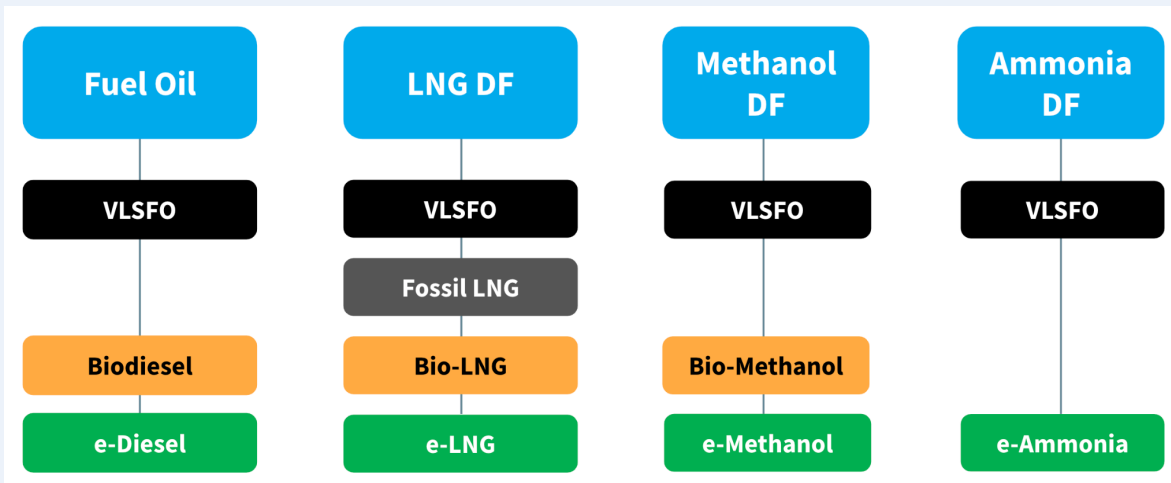 Fuel Oil
LNG DF
Methanol
DF
Ammonia
DF
VLSFO
VLSFO
VLSFO
VLSFO
Fossil LNG
Biodiesel
Bio-LNG
Bio-Methanol
e-Diesel
e-LNG
e-Methanol
e-Ammonia